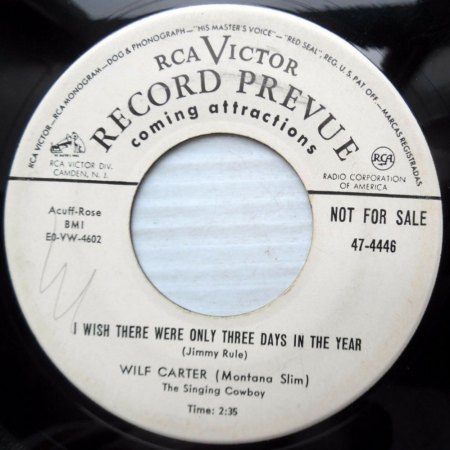 RCA VICTOR—RCA MONOGRAM—DOG & PHONOGRAPH—"HIS MASTER'S VOICE"—"RED SEAL", REG. U.S. PAT. OFF.—MARCAS REGISTRADAS
RCA VICTOR
RECORD PREVUE
coming attractions
RCA VICTOR DIV.
CAMDEN, N. J.
RCA
RADIO CORPORATION
OF AMERICA
Acuff-Rose
BMI
E0-VW-4602
NOT FOR SALE
47-4446
I WISH THERE WERE ONLY THREE DAYS IN THE YEAR
(Jimmy Rule)
WILF CARTER (Montana Slim)
The Singing Cowboy
Time: 2:35